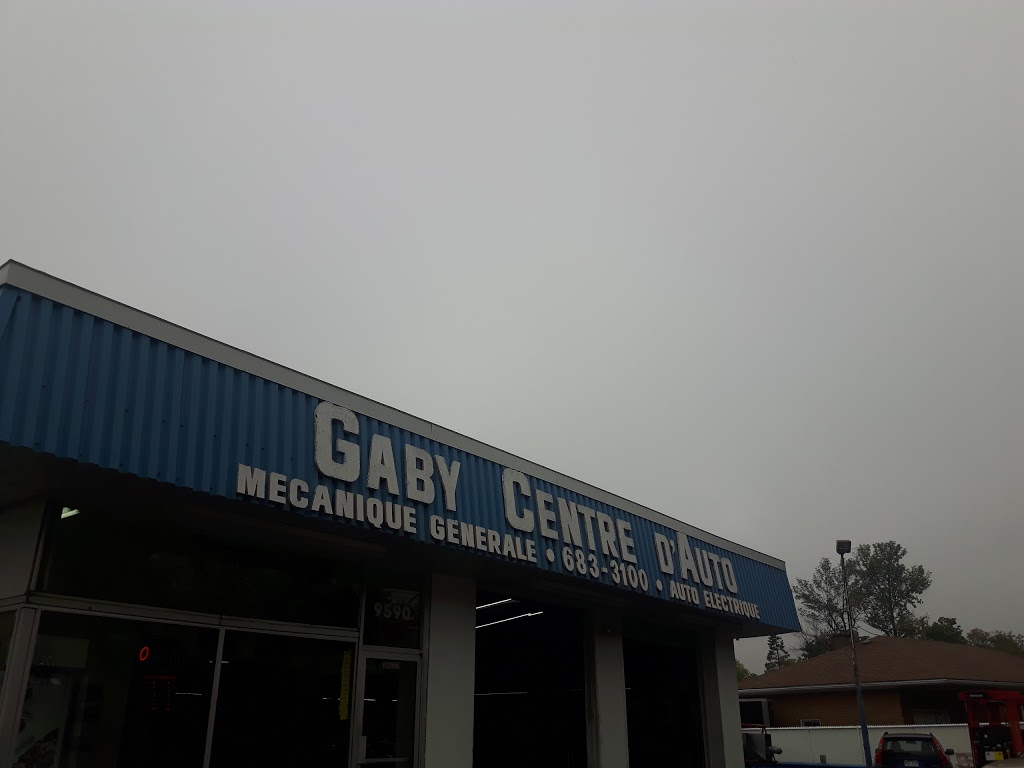 GABY CENTRE D'AUTO
MECANIQUE GENERALE • 683-3100 • AUTO ELECTRIQUE
9590